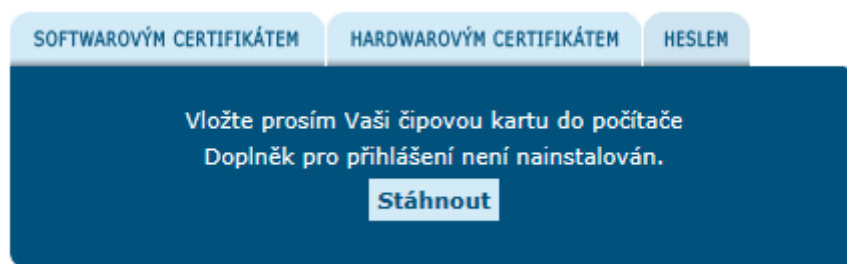 SOFTWAROVÝM CERTIFIKÁTEM HARDWAROVÝM CERTIFIKÁTEM HESLEM
Vložte prosím Vaši čipovou kartu do počítače
Doplněk pro přihlášení není nainstalován.
Stáhnout